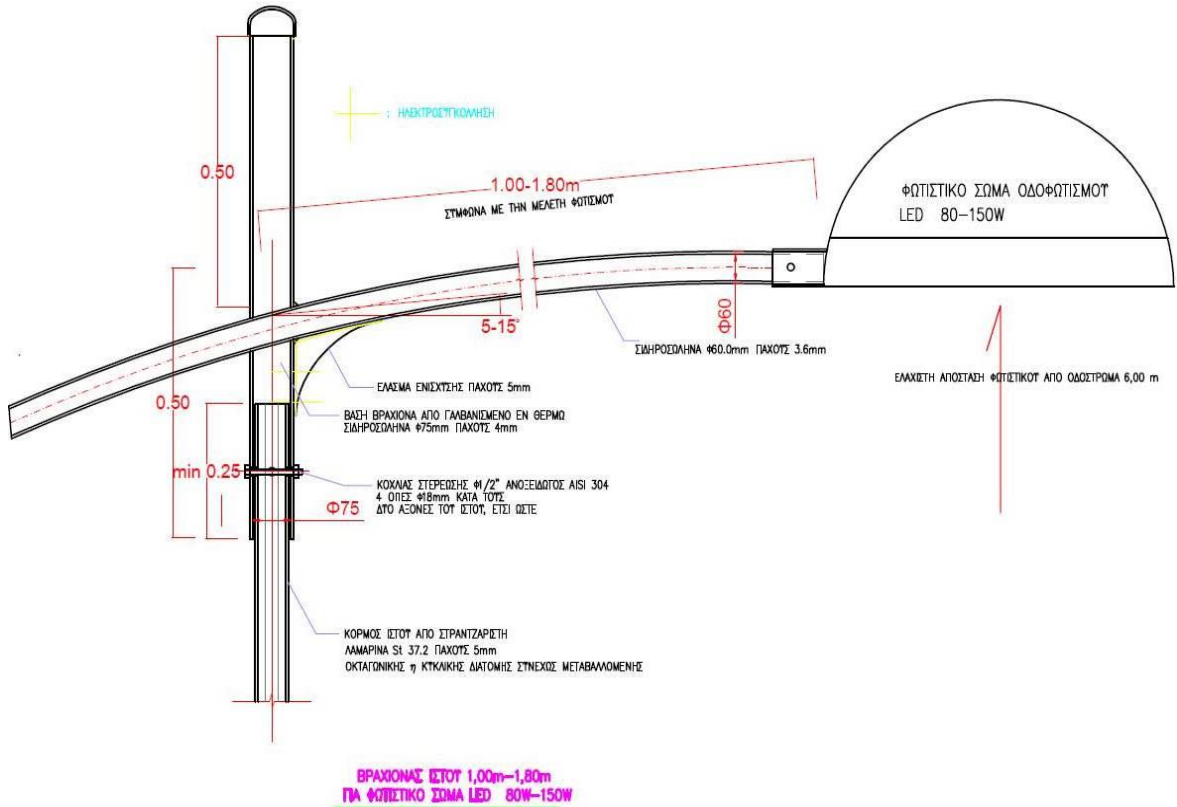 : ΗΛΕΚΤΡΟΣΥΓΚΟΛΛΗΣΗ
0.50
1.00-1.80m
ΣΥΜΦΩΝΑ ΜΕ ΤΗΝ ΜΕΛΕΤΗ ΦΩΤΙΣΜΟΥ
ΦΩΤΙΣΤΙΚΟ ΣΩΜΑ ΟΔΟΦΩΤΙΣΜΟΥ
LED 80-150W
5-15°
Φ60
ΣΙΔΗΡΟΣΩΛΗΝΑ Φ60.0mm ΠΑΧΟΥΣ 3.6mm
ΕΛΑΧΙΣΤΗ ΑΠΟΣΤΑΣΗ ΦΩΤΙΣΤΙΚΟΥ ΑΠΟ ΟΔΟΣΤΡΩΜΑ 6,00 m
ΕΛΑΣΜΑ ΕΝΙΣΧΥΣΗΣ ΠΑΧΟΥΣ 5mm
0.50
ΒΑΣΗ ΒΡΑΧΙΟΝΑ ΑΠΟ ΓΑΛΒΑΝΙΣΜΕΝΟ ΕΝ ΘΕΡΜΩ
ΣΙΔΗΡΟΣΩΛΗΝΑ Φ75mm ΠΑΧΟΥΣ 4mm
min 0.25
ΚΟΧΛΙΑΣ ΣΤΕΡΕΩΣΗΣ Φ1/2" ΑΝΟΞΕΙΔΩΤΟΣ AISI 304
4 ΟΠΕΣ Φ18mm ΚΑΤΑ ΤΟΥΣ
ΔΥΟ ΑΞΟΝΕΣ ΤΟΥ ΙΣΤΟΥ, ΕΤΣΙ ΩΣΤΕ
Φ75
ΚΟΡΜΟΣ ΙΣΤΟΥ ΑΠΟ ΣΤΡΑΝΤΖΑΡΙΣΤΗ
ΛΑΜΑΡΙΝΑ St 37.2 ΠΑΧΟΥΣ 5mm
ΟΚΤΑΓΩΝΙΚΗΣ η ΚΥΚΛΙΚΗΣ ΔΙΑΤΟΜΗΣ ΣΥΝΕΧΩΣ ΜΕΤΑΒΑΛΛΟΜΕΝΗΣ
ΒΡΑΧΙΟΝΑΣ ΙΣΤΟΥ 1,00m-1,80m
ΓΙΑ ΦΩΤΙΣΤΙΚΟ ΣΩΜΑ LED 80W-150W